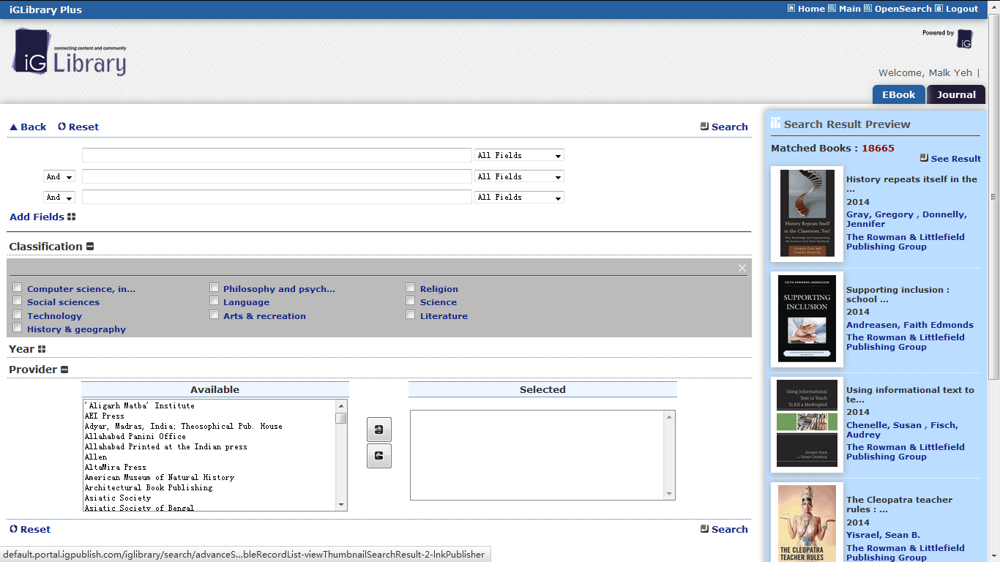 iGLibrary Plus
Home Main OpenSearch Logout
Powered by
iG
connecting content and community
iG Library
Welcome, Malk Yeh |
EBook Journal
Back Reset Search
All Fields
And All Fields
And All Fields
Add Fields
Classification
Computer science, in... Philosophy and psych... Religion
Social sciences Language Science
Technology Arts & recreation Literature
History & geography
Year
Provider
Available Selected
'Aligarh Matba' Institute
AEI Press
Adyar, Madras, India; Theosophical Pub. House
Allahabad Panini Office
Allahabad Printed at the Indian press
Allen
AltaMira Press
American Museum of Natural History
Architectural Book Publishing
Asiatic Society
Asiatic Society of Bengal
Reset Search
default.portal.igpublish.com/iglibrary/search/advanceS...bleRecordList-viewThumbnailSearchResult-2-lnkPublisher
Search Result Preview
Matched Books : 18665
See Result
History Repeats Itself
in the Classroom, Too!
Prior Knowledge and Implementing
the Common Core State Standards
Gregory Gray and
Jennifer Donnelly
History repeats itself in the
...
2014
Gray, Gregory , Donnelly,
Jennifer
The Rowman & Littlefield
Publishing Group
FAITH EDMONDS ANDREASEN
SUPPORTING
INCLUSION
Supporting inclusion :
school ...
2014
Andreasen, Faith Edmonds
The Rowman & Littlefield
Publishing Group
Using Informational
Text to Teach
To Kill a Mockingbird
AUDREY FISCH
SUSAN CHENELLE
Using informational text to
te...
2014
Chenelle, Susan , Fisch,
Audrey
The Rowman & Littlefield
Publishing Group
THE CLEOPATRA
TEACHER RULES
The Cleopatra teacher
rules : ...
2014
Yisrael, Sean B.
The Rowman & Littlefield
Publishing Group